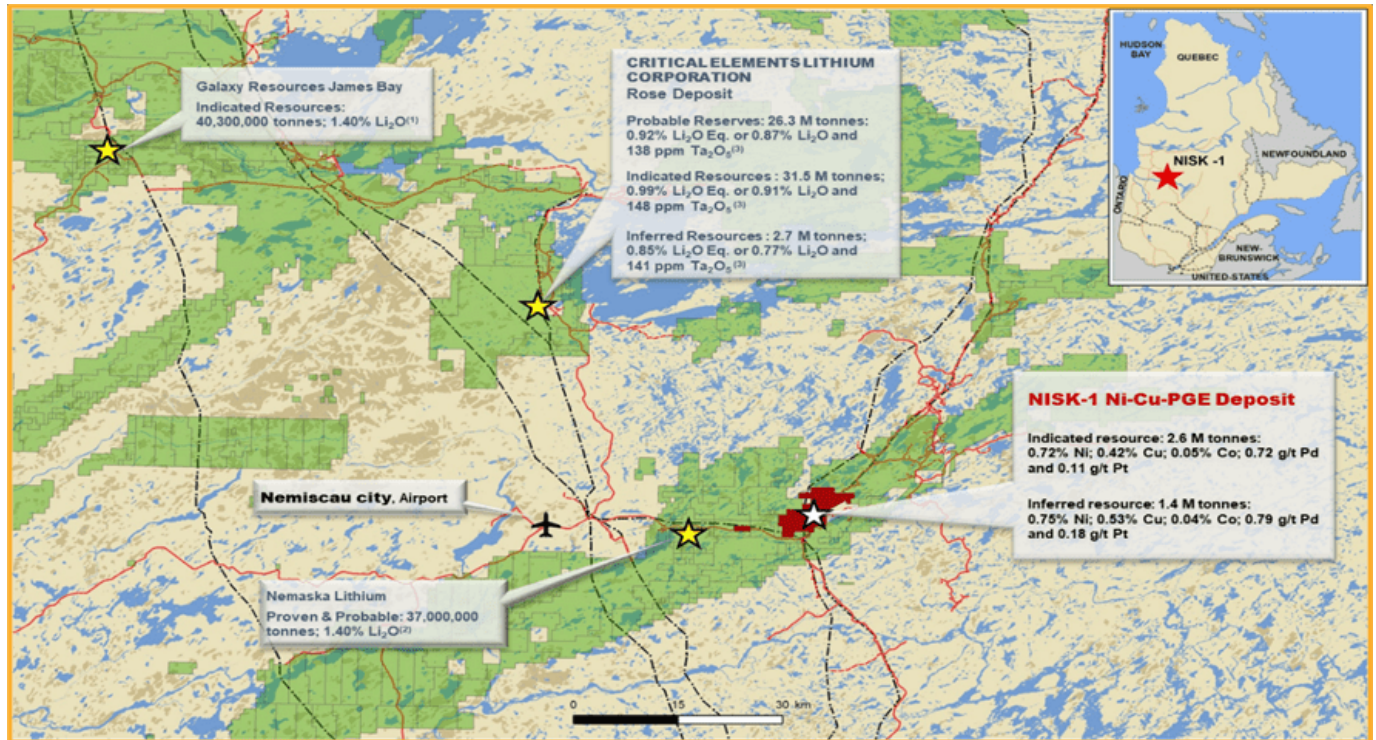 Galaxy Resources James Bay
Indicated Resources:
40,300,000 tonnes; 1.40% Li₂O⁽¹⁾
CRITICAL ELEMENTS LITHIUM
CORPORATION
Rose Deposit
Probable Reserves: 26.3 M tonnes:
0.92% Li₂O Eq. or 0.87% Li₂O and
138 ppm Ta₂O₅⁽³⁾
Indicated Resources : 31.5 M tonnes;
0.99% Li₂O Eq. or 0.91% Li₂O and
148 ppm Ta₂O₅⁽³⁾
Inferred Resources : 2.7 M tonnes;
0.85% Li₂O Eq. or 0.77% Li₂O and
141 ppm Ta₂O₅⁽³⁾
HUDSON
BAY
QUEBEC
NISK -1
NEWFOUNDLAND
ONTARIO
NEW-
BRUNSWICK
UNITED-STATES
NISK-1 Ni-Cu-PGE Deposit
Indicated resource: 2.6 M tonnes:
0.72% Ni; 0.42% Cu; 0.05% Co; 0.72 g/t Pd
and 0.11 g/t Pt
Inferred resource: 1.4 M tonnes:
0.75% Ni; 0.53% Cu; 0.04% Co; 0.79 g/t Pd
and 0.18 g/t Pt
Nemiscau city, Airport
Nemaska Lithium
Proven & Probable: 37,000,000
tonnes; 1.40% Li₂O⁽²⁾
0 15 30 km